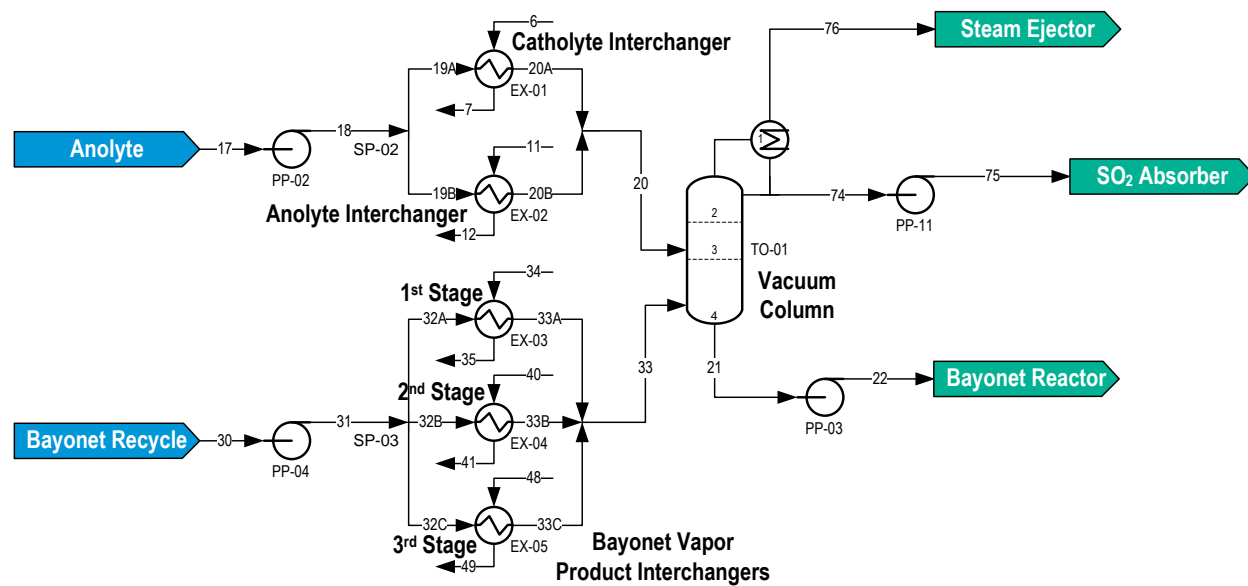 Steam Ejector
76
6
Catholyte Interchanger
19A
20A
EX-01
7
1
Anolyte
17
18
PP-02
SP-02
11
SO₂ Absorber
75
74
PP-11
19B
20B
EX-02
Anolyte Interchanger
12
20
2
3
4
TO-01
Vacuum
Column
34
1st Stage
32A
33A
EX-03
35
40
2nd Stage
32B
33B
EX-04
41
33
21
22
Bayonet Reactor
PP-03
Bayonet Recycle
30
31
PP-04
SP-03
48
32C
33C
3rd Stage
EX-05
49
Bayonet Vapor
Product Interchangers